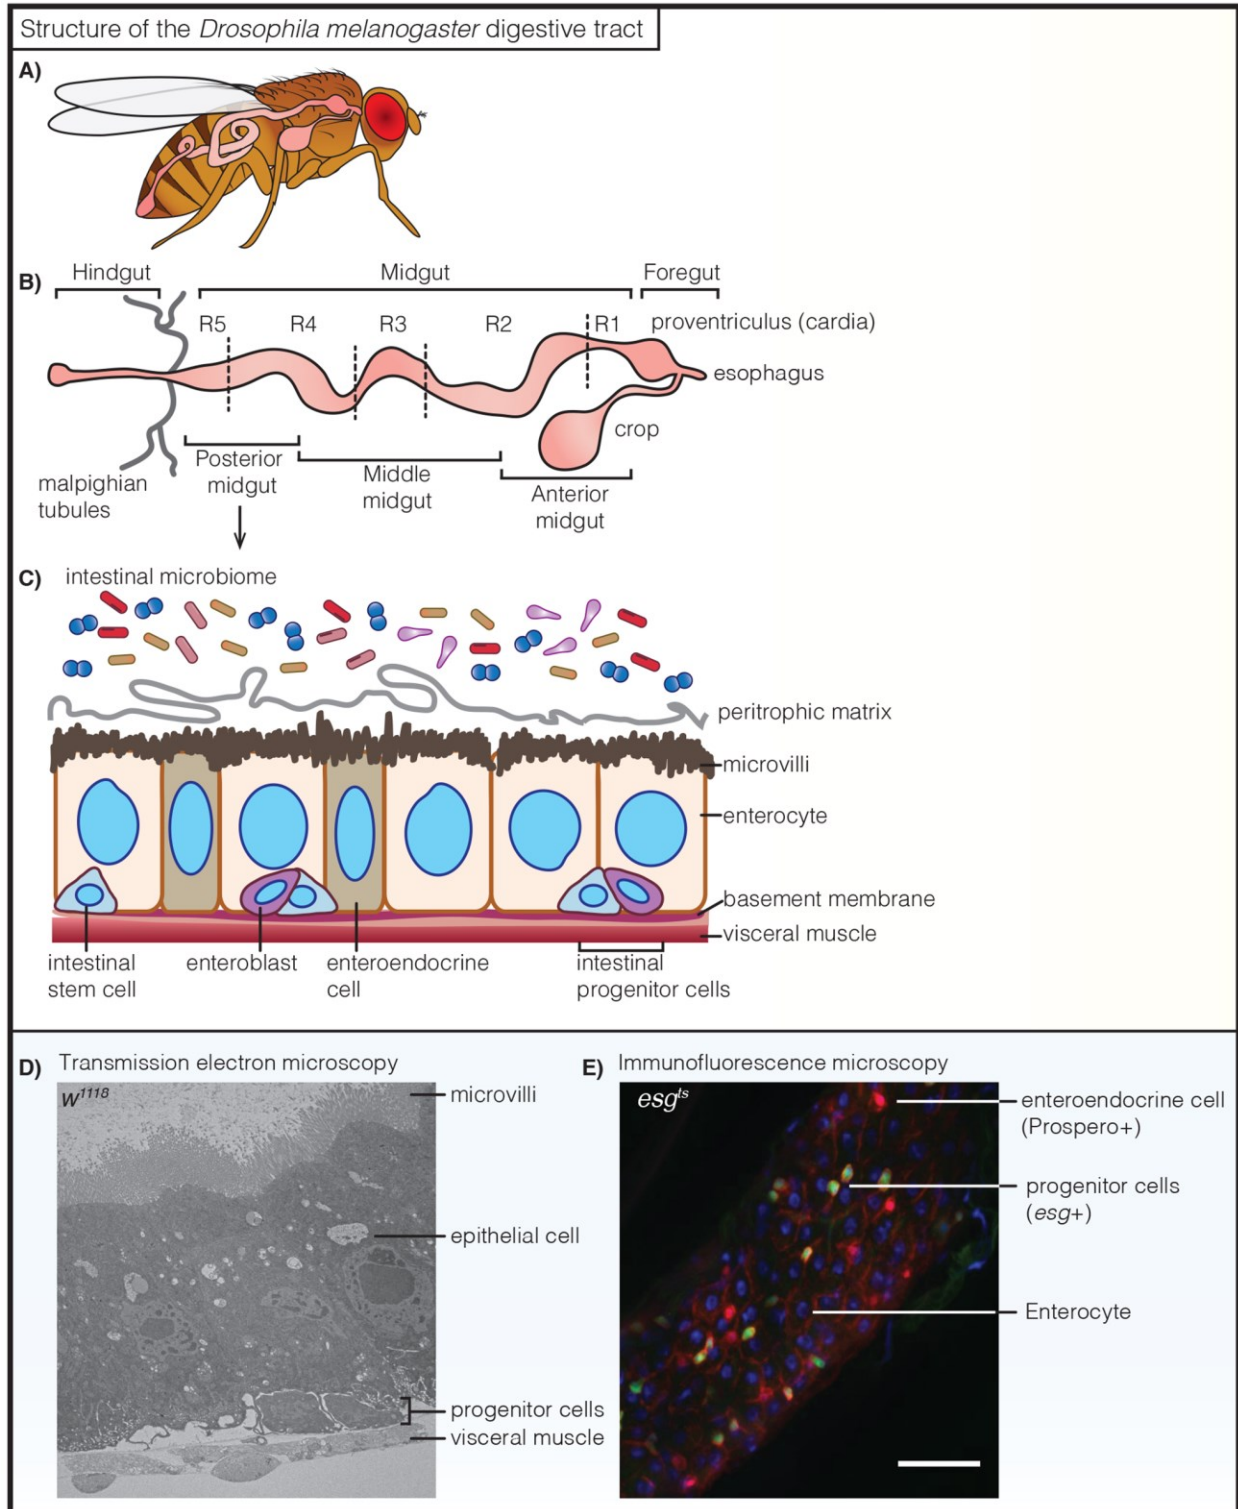 Structure of the Drosophila melanogaster digestive tract
A)
B)
Hindgut
Midgut
Foregut
R5
R4
R3
R2
R1
proventriculus (cardia)
esophagus
crop
malpighian
tubules
Posterior
midgut
Middle
midgut
Anterior
midgut
C)
intestinal microbiome
peritrophic matrix
microvilli
enterocyte
basement membrane
visceral muscle
intestinal
stem cell
enteroblast
enteroendocrine
cell
intestinal
progenitor cells
D)
Transmission electron microscopy
w1118
microvilli
epithelial cell
progenitor cells
visceral muscle
E)
Immunofluorescence microscopy
esgts
enteroendocrine cell
(Prospero+)
progenitor cells
(esg+)
Enterocyte